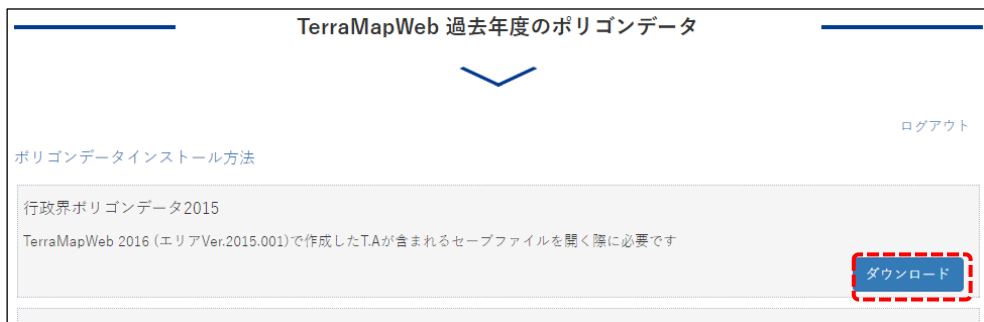 TerraMapWeb 過去年度のポリゴンデータ
ログアウト
ポリゴンデータインストール方法
行政界ポリゴンデータ2015
TerraMapWeb 2016 (エリアVer.2015.001)で作成したT.Aが含まれるセーブファイルを開く際に必要です
ダウンロード